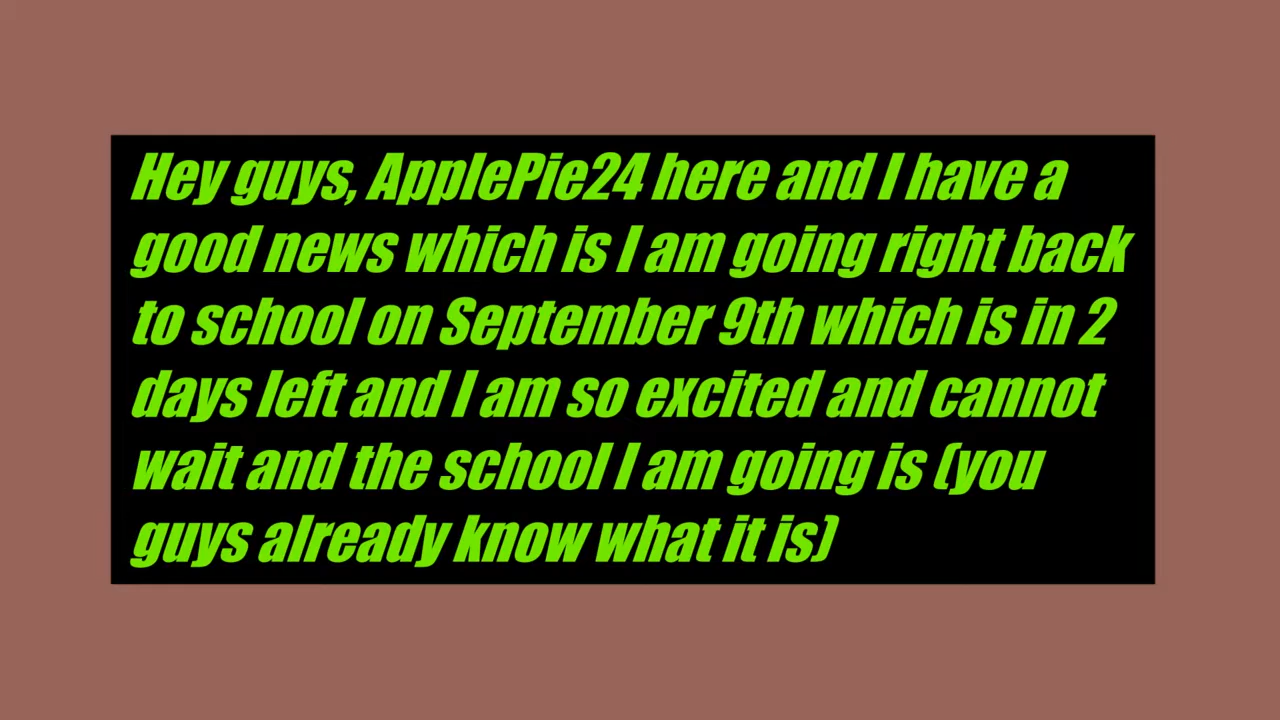 Hey guys, ApplePie24 here and I have a
good news which is I am going right back
to school on September 9th which is in 2
days left and I am so excited and cannot
wait and the school I am going is (you
guys already know what it is)